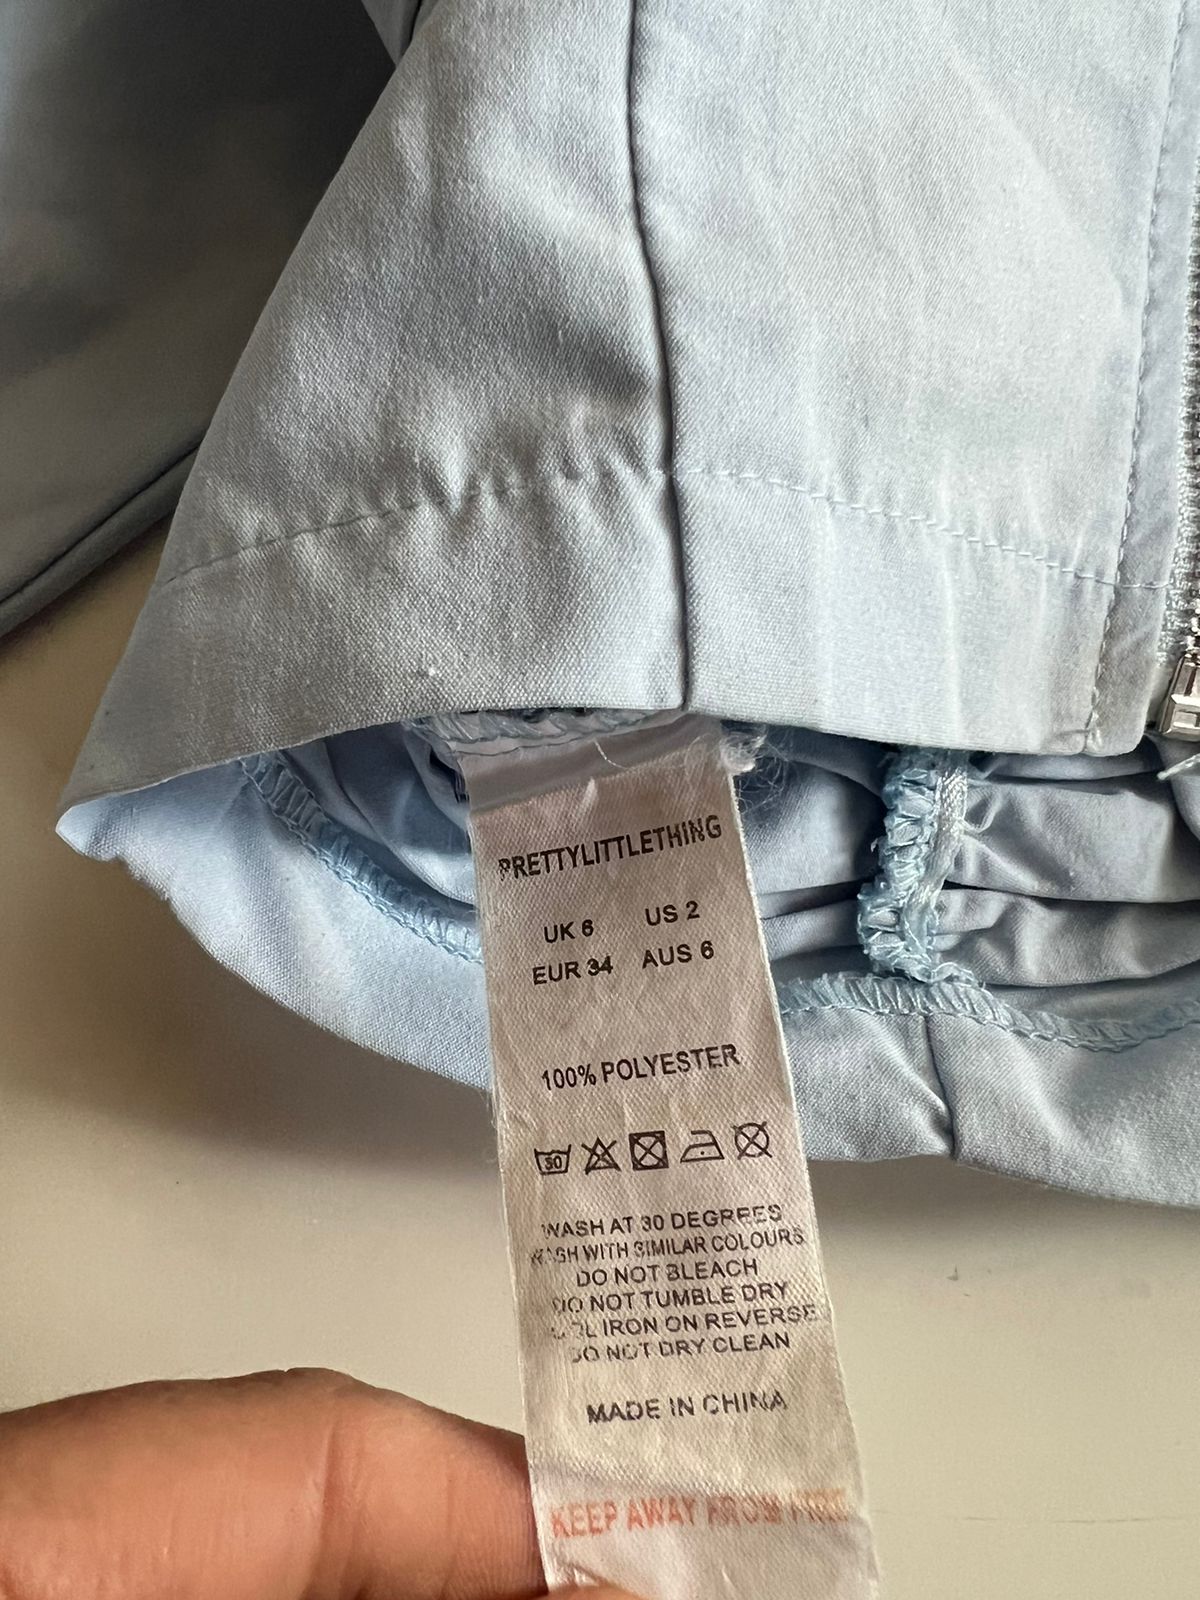 PRETTYLITTLETHING
UK 6 US 2
EUR 34 AUS 6
100% POLYESTER
30
WASH AT 30 DEGREES
WASH WITH SIMILAR COLOURS
DO NOT BLEACH
DO NOT TUMBLE DRY
COOL IRON ON REVERSE
DO NOT DRY CLEAN
MADE IN CHINA
KEEP AWAY FROM FIRE